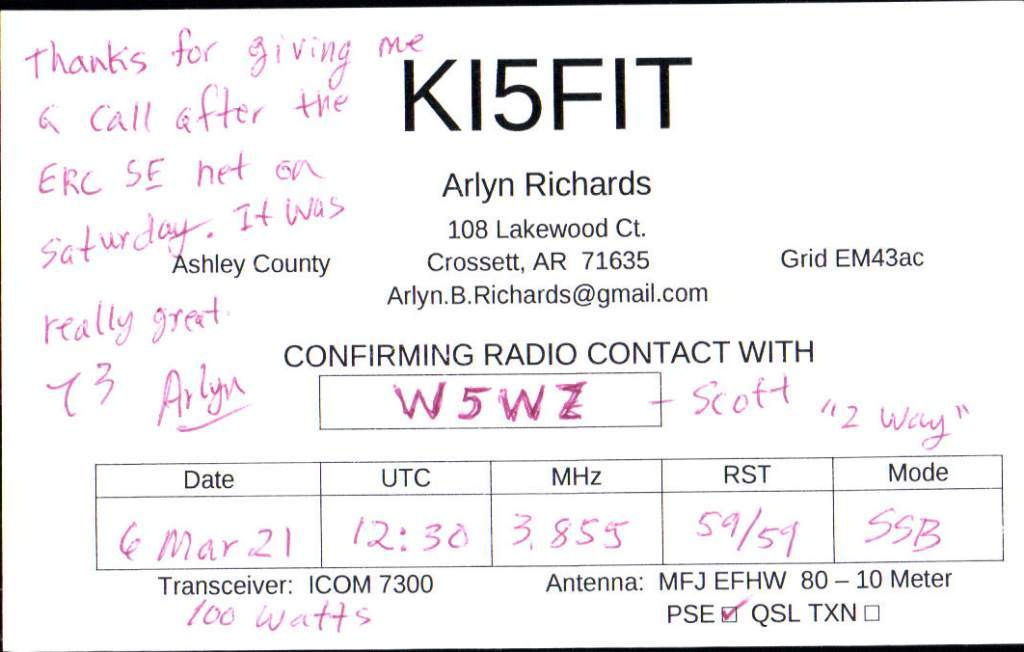 Thanks for giving me
a call after the
ERC SE net on
Saturday. It was
really great.
73 Arlyn
KI5FIT
Arlyn Richards
108 Lakewood Ct.
Ashley County Crossett, AR 71635 Grid EM43ac
Arlyn.B.Richards@gmail.com
CONFIRMING RADIO CONTACT WITH
W5WZ - Scott "2 Way"
Date UTC MHz RST Mode
6 Mar 21 12:30 3.855 59/59 SSB
Transceiver: ICOM 7300 Antenna: MFJ EFHW 80 – 10 Meter
100 Watts PSE ☑ QSL TXN ☐